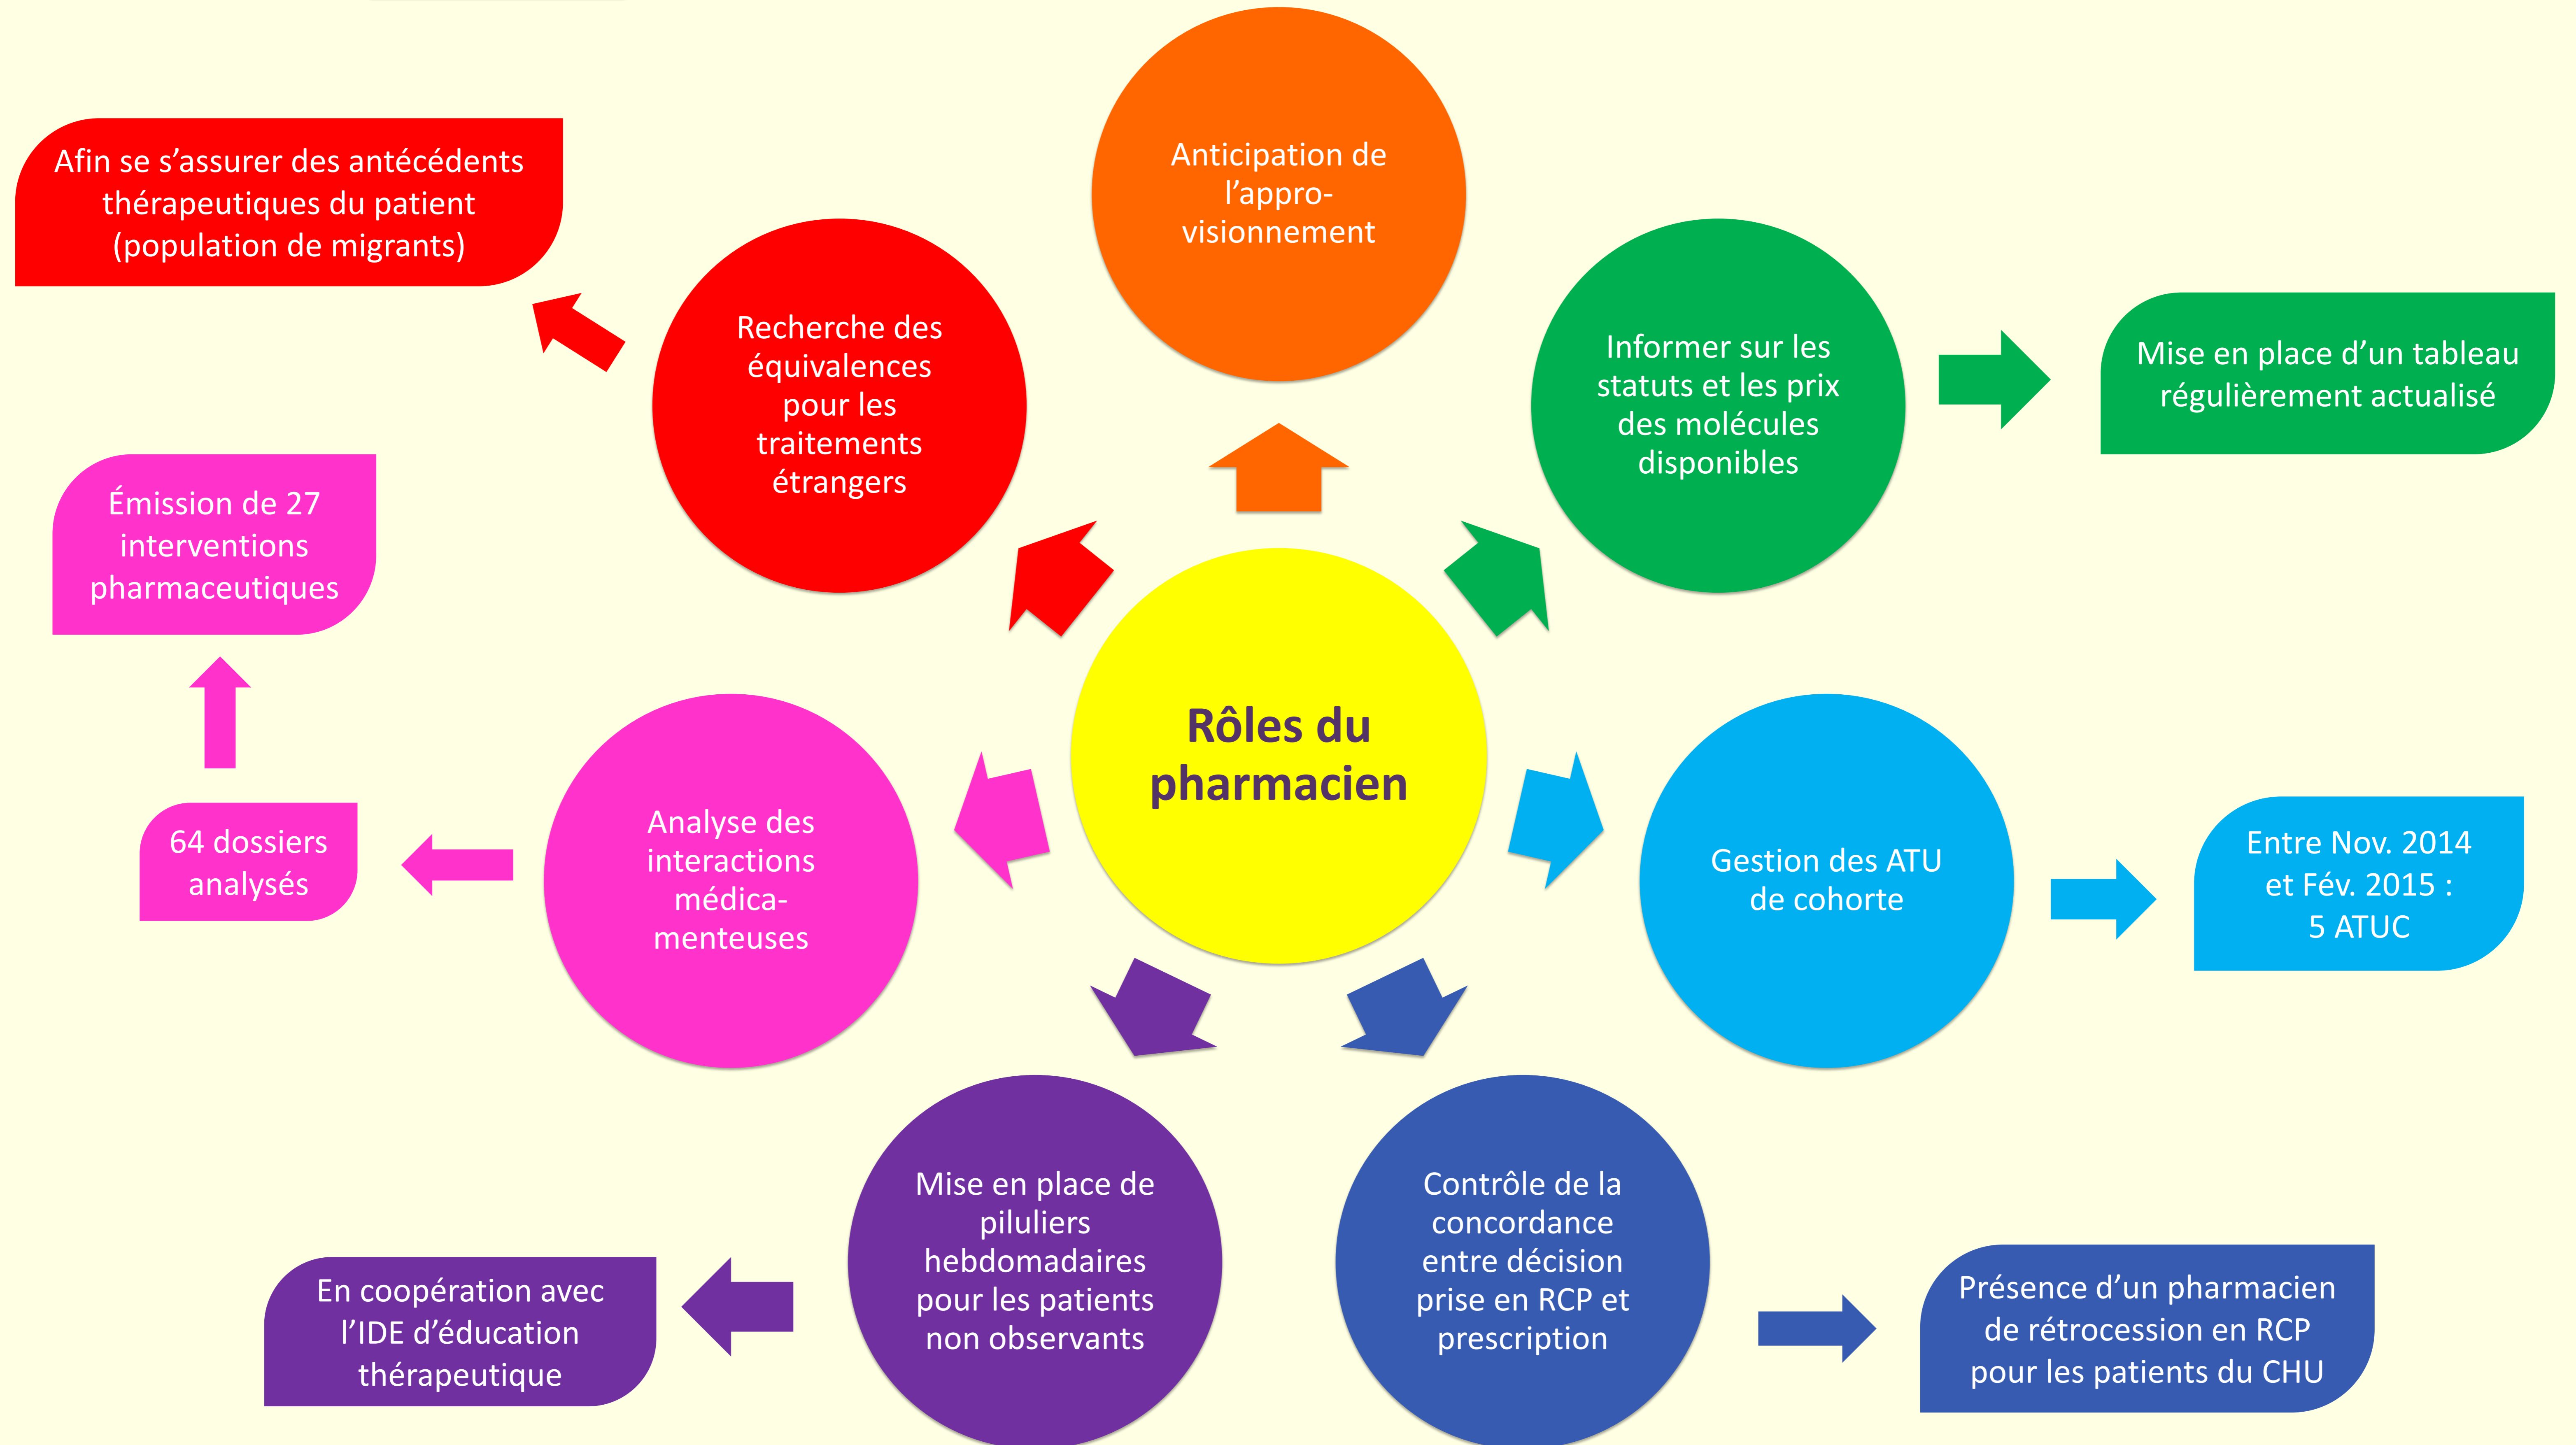 Rôles du
pharmacien
Anticipation de
l’appro-
visionnement
Informer sur les
statuts et les prix
des molécules
disponibles
Mise en place d’un tableau
régulièrement actualisé
Gestion des ATU
de cohorte
Entre Nov. 2014
et Fév. 2015 :
5 ATUC
Contrôle de la
concordance
entre décision
prise en RCP et
prescription
Présence d’un pharmacien
de rétrocession en RCP
pour les patients du CHU
Mise en place de
piluliers
hebdomadaires
pour les patients
non observants
En coopération avec
l’IDE d’éducation
thérapeutique
Analyse des
interactions
médica-
menteuses
64 dossiers
analysés
Émission de 27
interventions
pharmaceutiques
Recherche des
équivalences
pour les
traitements
étrangers
Afin se s’assurer des antécédents
thérapeutiques du patient
(population de migrants)